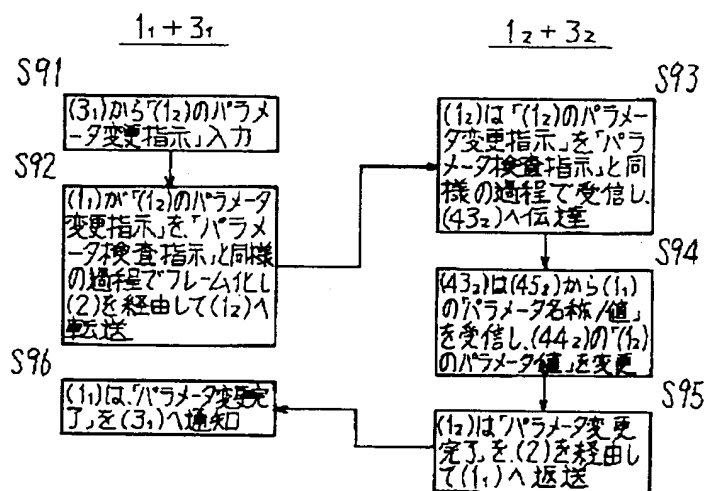 1₁+3₁
1₂+3₂
S91
(3₁)から「(1₂)のパラメ
ータ変更指示」入力
S92
(1₁)が「(1₂)のパラメータ
変更指示」を、「パラメ
ータ検査指示」と同様
の過程でフレーム化し
(2)を経由して(1₂)へ
転送
S93
(1₂)は「(1₂)のパラメー
タ変更指示」を「パラ
メータ検査指示」と同
様の過程で受信し、
(43₂)へ伝達
S94
(43₂)は(45₂)から(1₁)
の「パラメータ名称/値」
を受信し、(44₂)の「(1₂)
のパラメータ値」を変更
S95
(1₂)は「パラメータ変更
完了」を、(2)を経由し
て(1₁)へ返送
S96
(1₁)は、「パラメータ変更完
了」を(3₁)へ通知